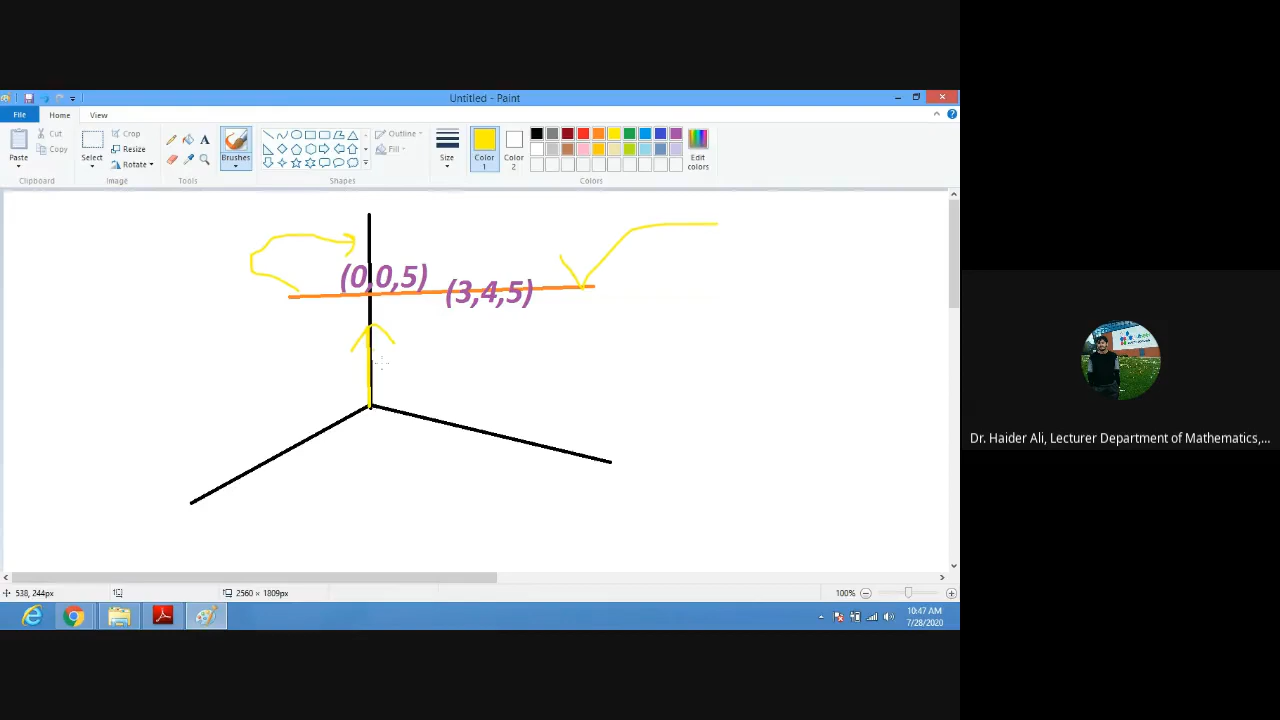 Untitled - Paint
File Home View
Cut Crop Outline
Paste Copy Select Resize Rotate Brushes Fill Size Color 1 Color 2 Edit colors
Clipboard Image Tools Shapes Colors
(0,0,5)
(3,4,5)
Dr. Haider Ali, Lecturer Department of Mathematics,...
538, 244px 2560 × 1809px 100%
10:47 AM
7/28/2020